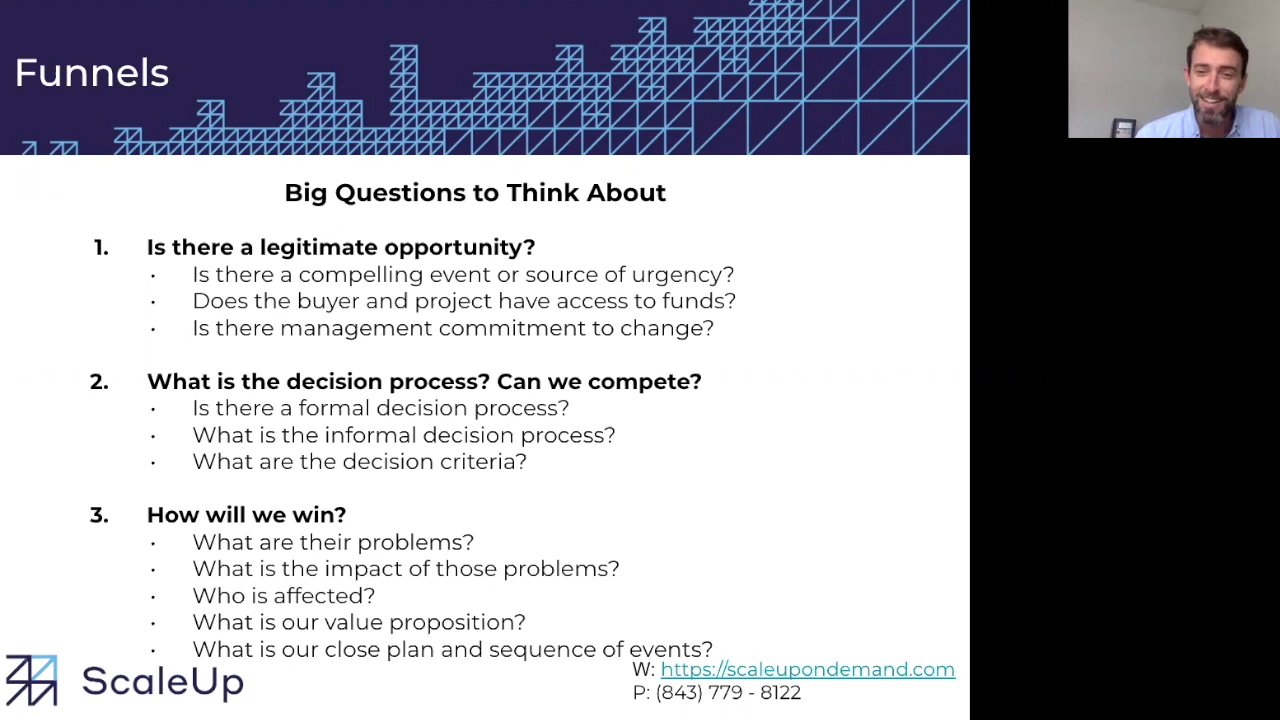 Funnels
Big Questions to Think About
1. Is there a legitimate opportunity?
· Is there a compelling event or source of urgency?
· Does the buyer and project have access to funds?
· Is there management commitment to change?
2. What is the decision process? Can we compete?
· Is there a formal decision process?
· What is the informal decision process?
· What are the decision criteria?
3. How will we win?
· What are their problems?
· What is the impact of those problems?
· Who is affected?
· What is our value proposition?
· What is our close plan and sequence of events?
ScaleUp
W: https://scaleupondemand.com
P: (843) 779 - 8122